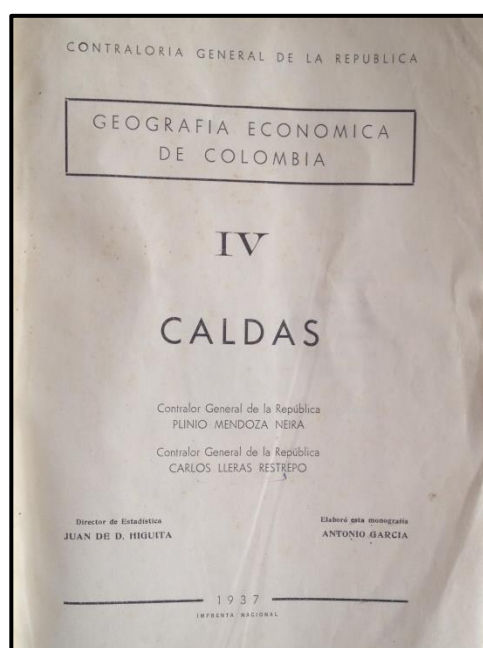 CONTRALORIA GENERAL DE LA REPUBLICA
GEOGRAFIA ECONOMICA
DE COLOMBIA
IV
CALDAS
Contralor General de la República
PLINIO MENDOZA NEIRA
Contralor General de la República
CARLOS LLERAS RESTREPO
Director de Estadística
JUAN DE D. HIGUITA
Elaboró esta monografía
ANTONIO GARCIA
1937
IMPRENTA NACIONAL